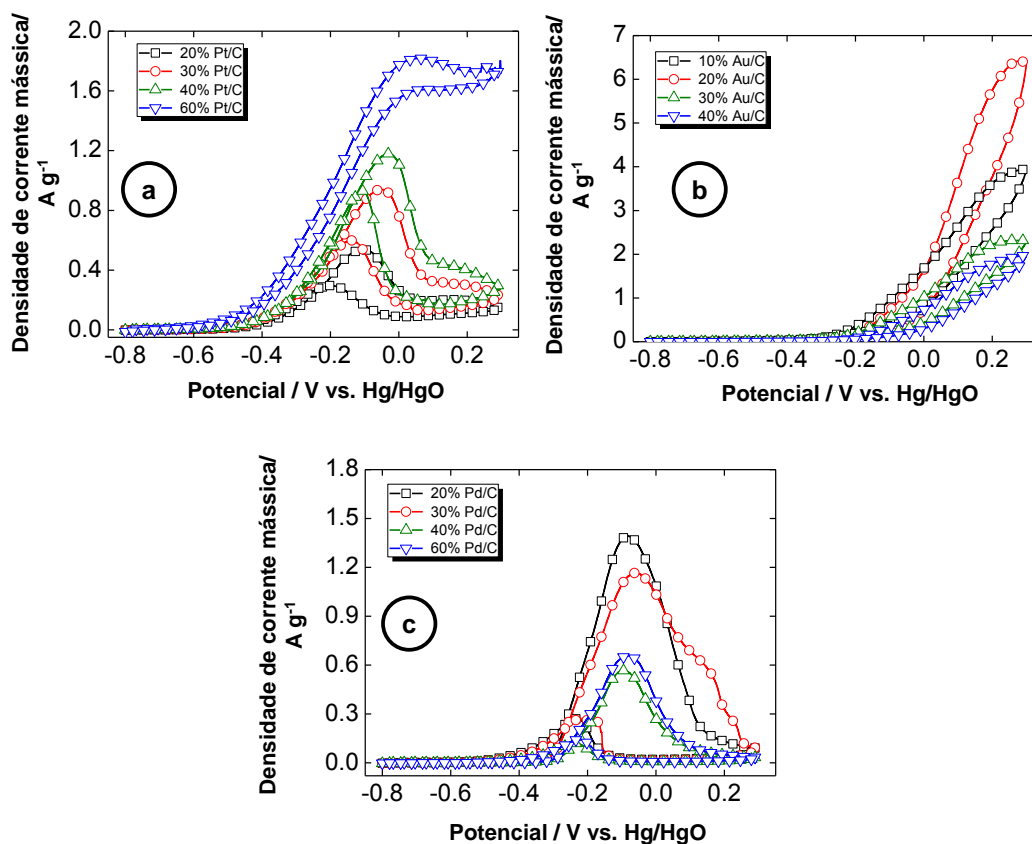 Densidade de corrente mássica/
A g-1
2.0
1.6
1.2
0.8
0.4
0.0
20% Pt/C
30% Pt/C
40% Pt/C
60% Pt/C
a
-0.8 -0.6 -0.4 -0.2 0.0 0.2
Potencial / V vs. Hg/HgO
Densidade de corrente mássica/
A g-1
7
6
5
4
3
2
1
0
10% Au/C
20% Au/C
30% Au/C
40% Au/C
b
-0.8 -0.6 -0.4 -0.2 0.0 0.2
Potencial / V vs. Hg/HgO
Densidade de corrente mássica/
A g-1
1.8
1.5
1.2
0.9
0.6
0.3
0.0
20% Pd/C
30% Pd/C
40% Pd/C
60% Pd/C
c
-0.8 -0.6 -0.4 -0.2 0.0 0.2
Potencial / V vs. Hg/HgO